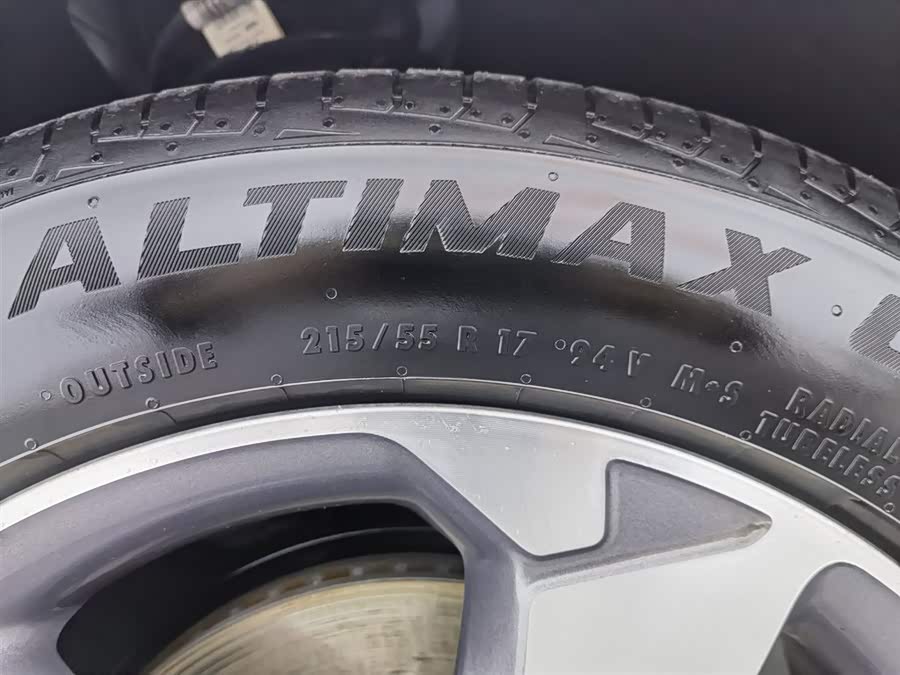 ALTIMAX
OUTSIDE 215/55 R 17 94 V M+S RADIAL
TUBELESS